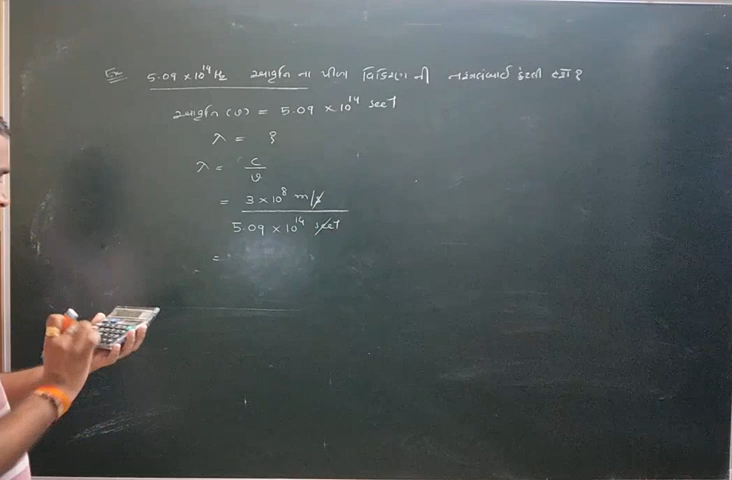 Ex 5.09 × 10¹⁴ Hz આવૃત્તિ ના પીળા વિકિરણ ની તરંગલંબાઈ કેટલી હશે?
આવૃત્તિ (υ) = 5.09 × 10¹⁴ sec⁻¹
λ = ?
λ = c/υ
= 3 × 10⁸ m/s
5.09 × 10¹⁴ sec⁻¹
=